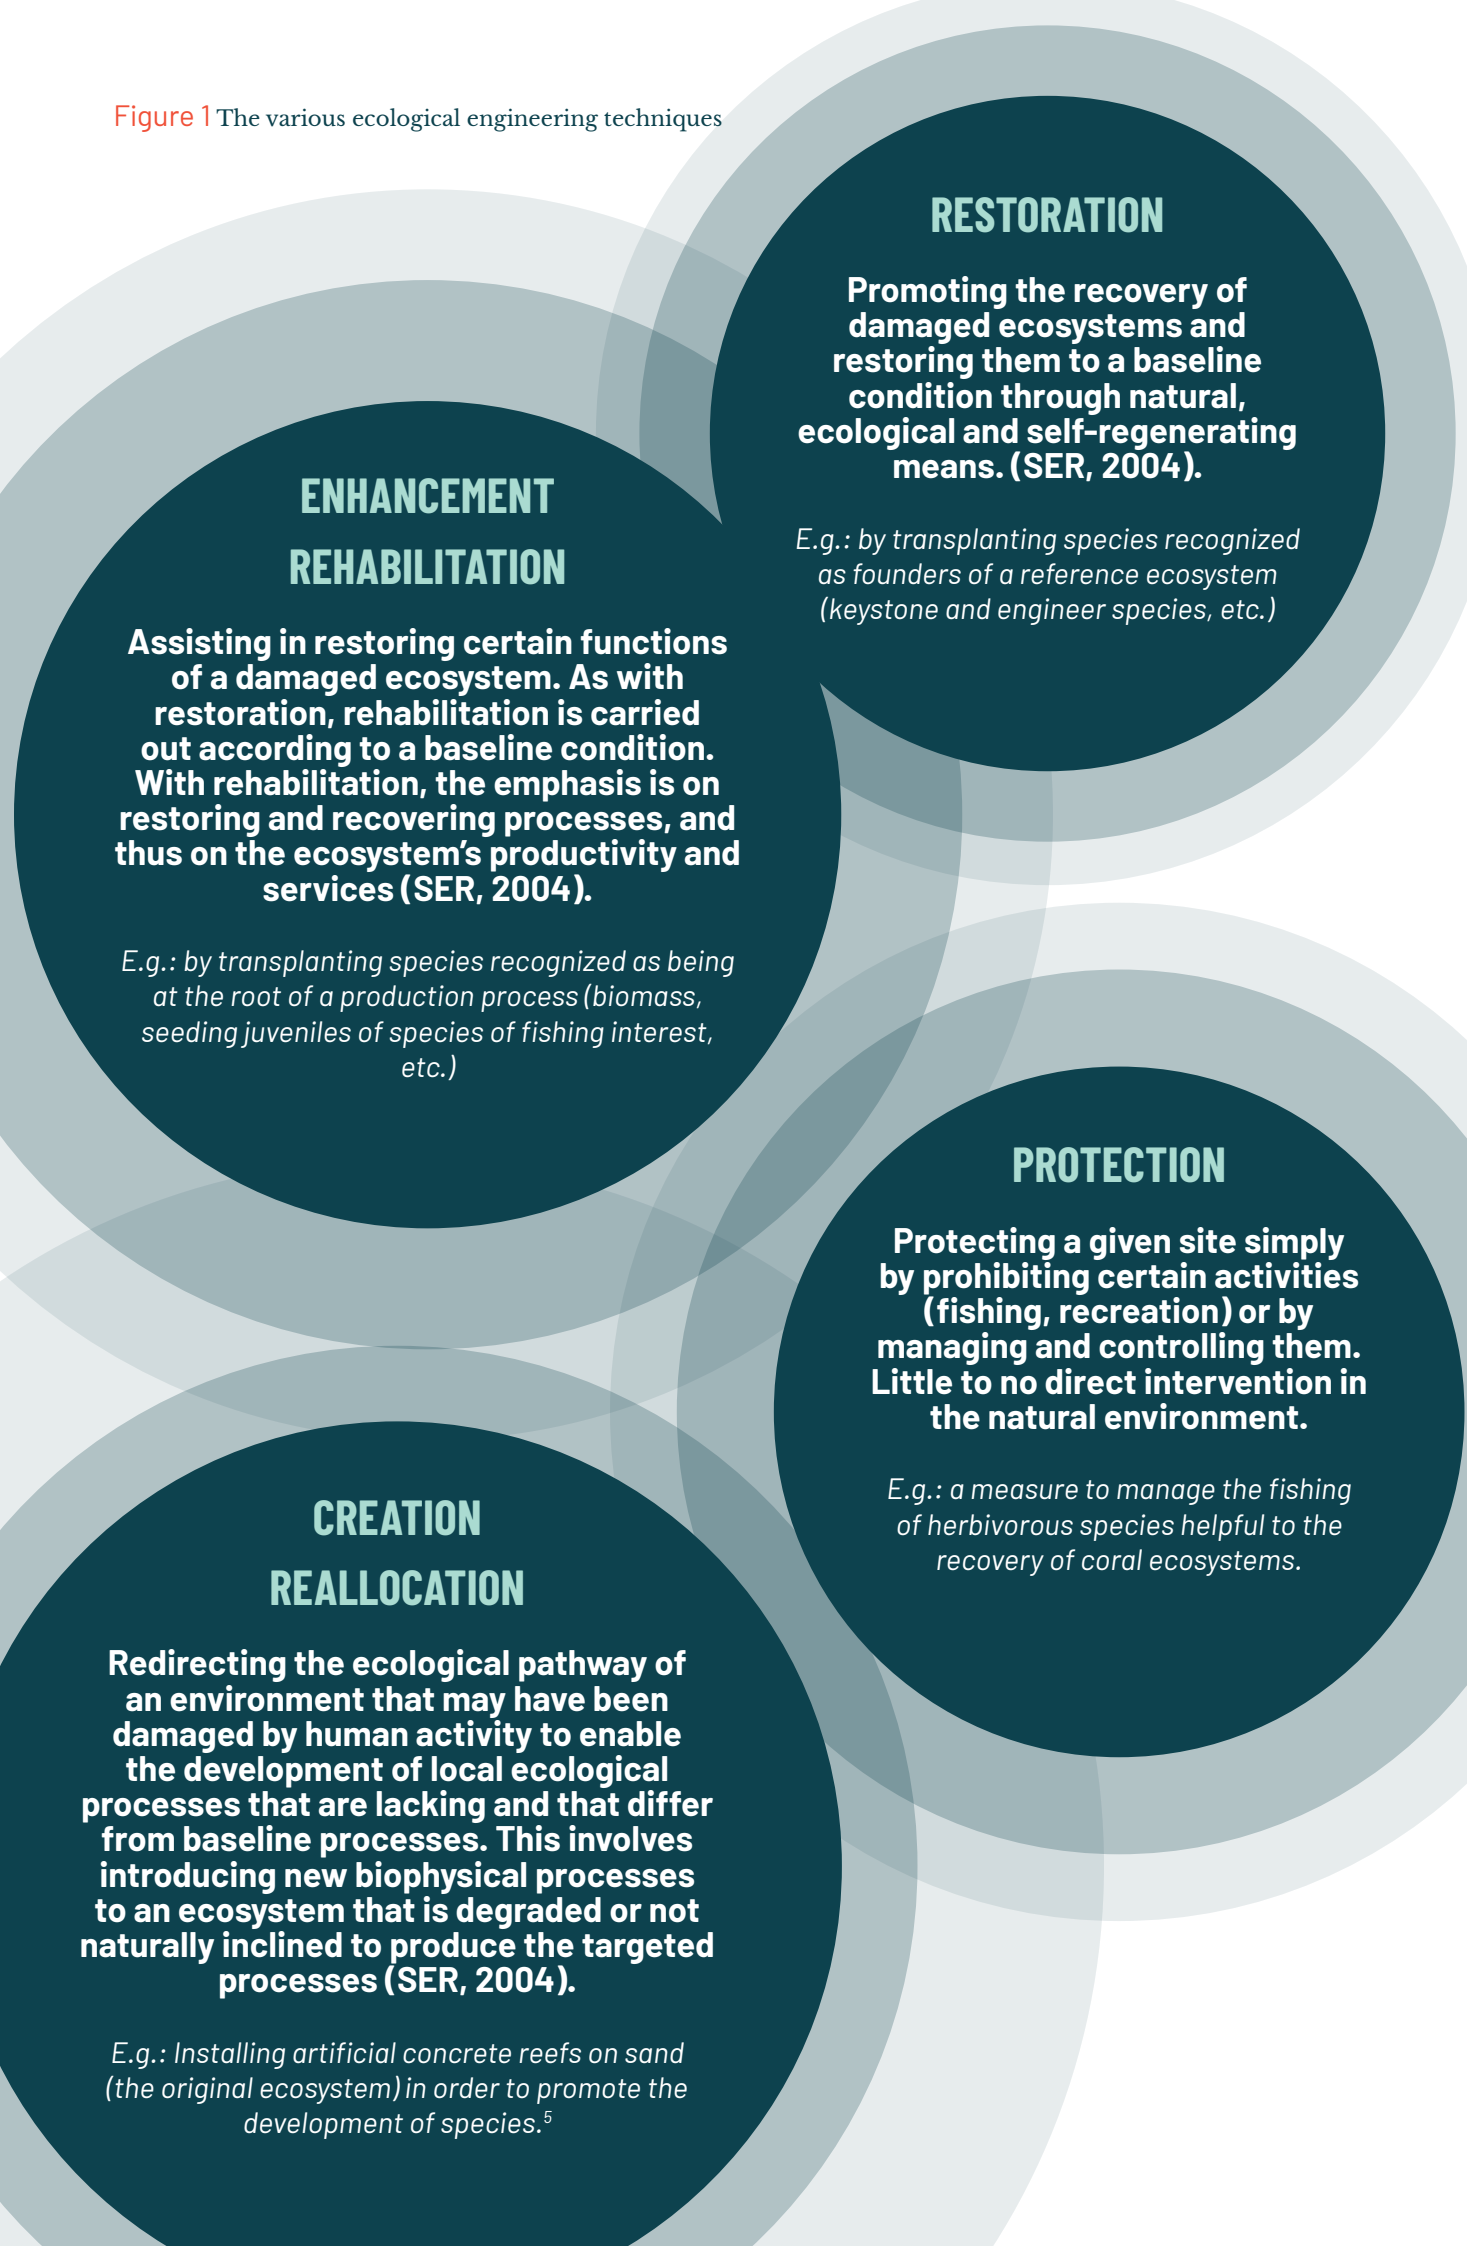 Figure 1 The various ecological engineering techniques
RESTORATION
Promoting the recovery of
damaged ecosystems and
restoring them to a baseline
condition through natural,
ecological and self-regenerating
means. (SER, 2004).
E.g.: by transplanting species recognized
as founders of a reference ecosystem
(keystone and engineer species, etc.)
ENHANCEMENT
REHABILITATION
Assisting in restoring certain functions
of a damaged ecosystem. As with
restoration, rehabilitation is carried
out according to a baseline condition.
With rehabilitation, the emphasis is on
restoring and recovering processes, and
thus on the ecosystem’s productivity and
services (SER, 2004).
E.g.: by transplanting species recognized as being
at the root of a production process (biomass,
seeding juveniles of species of fishing interest,
etc.)
PROTECTION
Protecting a given site simply
by prohibiting certain activities
(fishing, recreation) or by
managing and controlling them.
Little to no direct intervention in
the natural environment.
E.g.: a measure to manage the fishing
of herbivorous species helpful to the
recovery of coral ecosystems.
CREATION
REALLOCATION
Redirecting the ecological pathway of
an environment that may have been
damaged by human activity to enable
the development of local ecological
processes that are lacking and that differ
from baseline processes. This involves
introducing new biophysical processes
to an ecosystem that is degraded or not
naturally inclined to produce the targeted
processes (SER, 2004).
E.g.: Installing artificial concrete reefs on sand
(the original ecosystem) in order to promote the
development of species.⁵